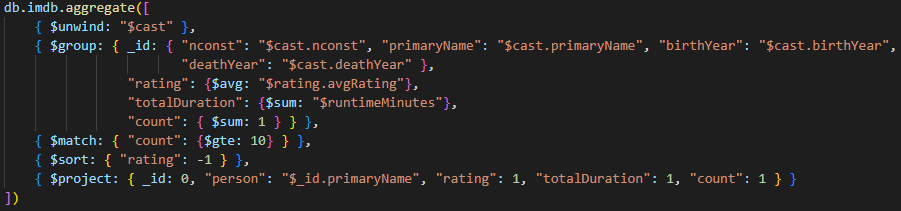 db.imdb.aggregate([
{ $unwind: "$cast" },
{ $group: { _id: { "nconst": "$cast.nconst", "primaryName": "$cast.primaryName", "birthYear": "$cast.birthYear",
"deathYear": "$cast.deathYear" },
"rating": {$avg: "$rating.avgRating"},
"totalDuration": {$sum: "$runtimeMinutes"},
"count": { $sum: 1 } } },
{ $match: { "count": {$gte: 10} } },
{ $sort: { "rating": -1 } },
{ $project: { _id: 0, "person": "$_id.primaryName", "rating": 1, "totalDuration": 1, "count": 1 } }
])